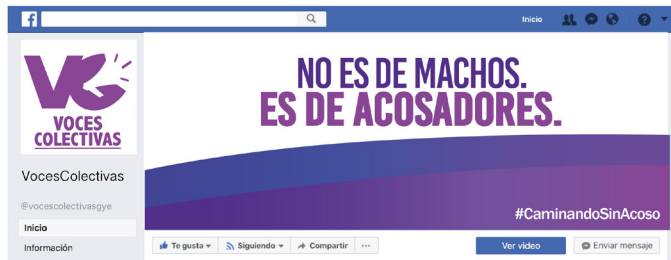 Inicio
VC
VOCES
COLECTIVAS
VocesColectivas
@vocescolectivasgye
Inicio
Información
NO ES DE MACHOS.
ES DE ACOSADORES.
#CaminandoSinAcoso
Te gusta
Siguiendo
Compartir
Ver video
Enviar mensaje